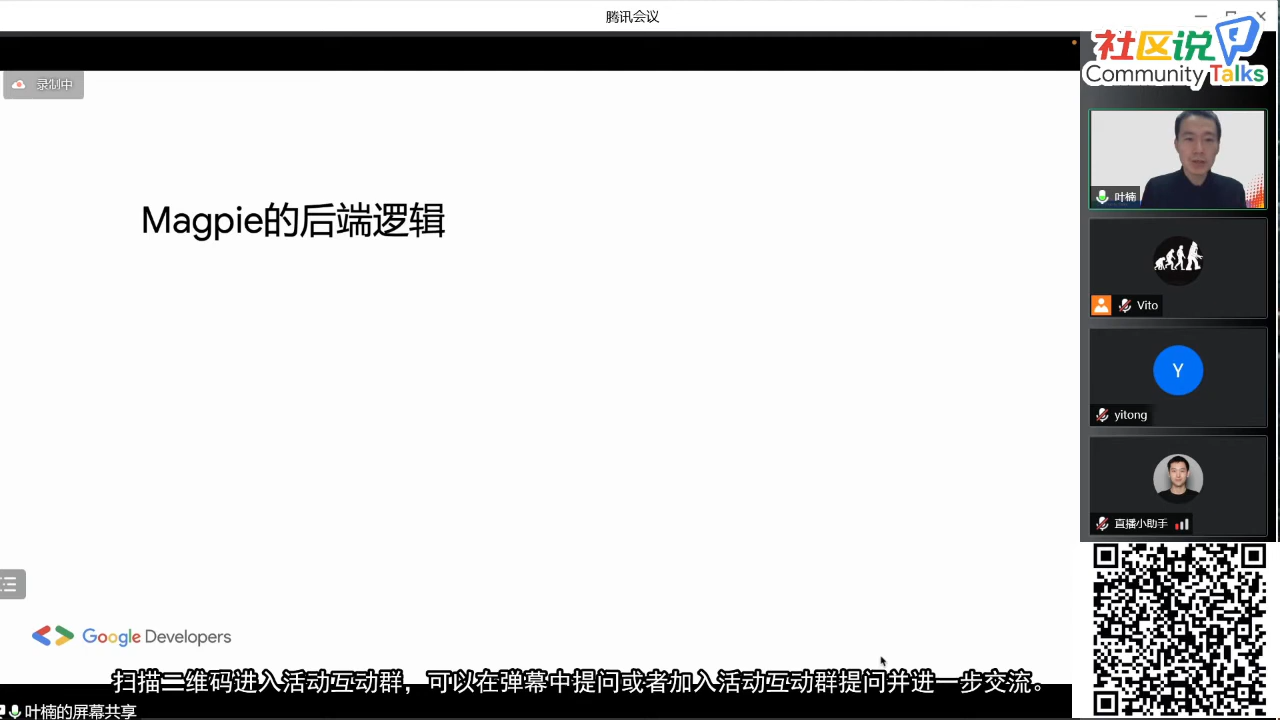 腾讯会议
社区说
Community Talks
录制中
Magpie的后端逻辑
叶楠
Vito
Y
yitong
直播小助手
Google Developers
扫描二维码进入活动互动群，可以在弹幕中提问或者加入活动互动群提问并进一步交流。
叶楠的屏幕共享